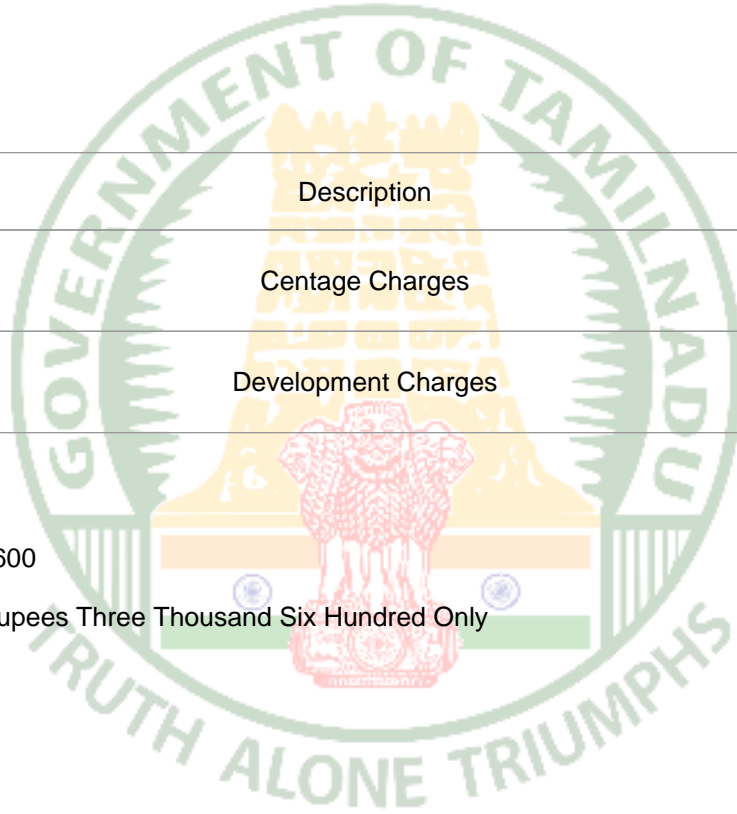 GOVERNMENT OF TAMILNADU
Description
Centage Charges
Development Charges
600
upees Three Thousand Six Hundred Only
TRUTH ALONE TRIUMPHS